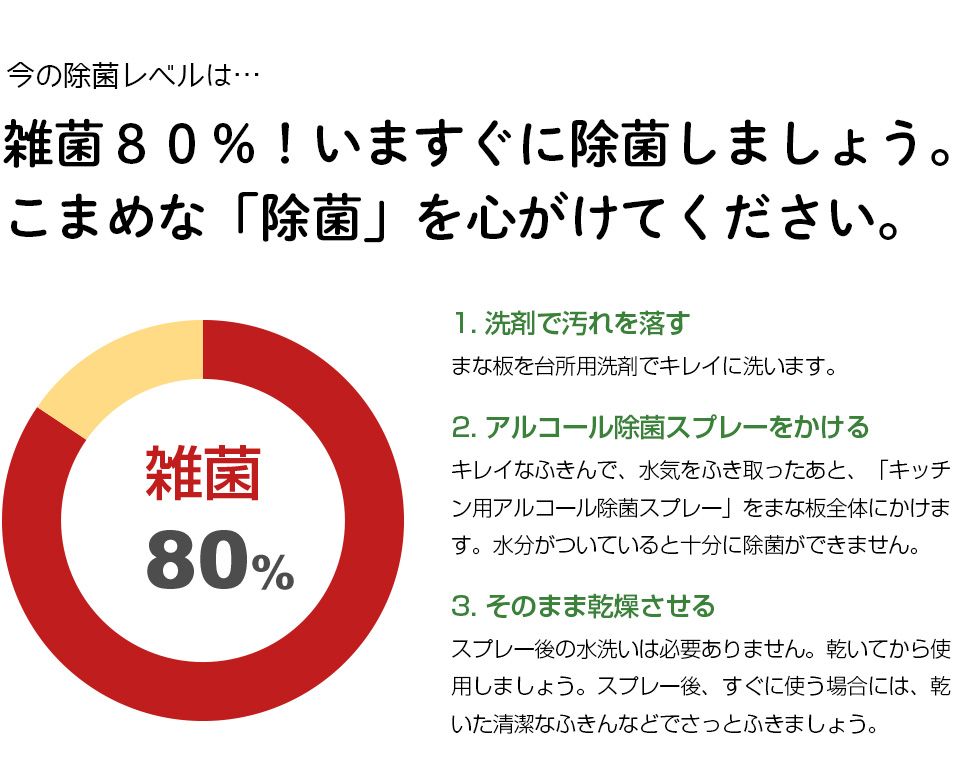 今の除菌レベルは…
雑菌８０％！いますぐに除菌しましょう。
こまめな「除菌」を心がけてください。
雑菌
80%
1. 洗剤で汚れを落す
まな板を台所用洗剤でキレイに洗います。
2. アルコール除菌スプレーをかける
キレイなふきんで、水気をふき取ったあと、「キッチ
ン用アルコール除菌スプレー」をまな板全体にかけま
す。水分がついていると十分に除菌ができません。
3. そのまま乾燥させる
スプレー後の水洗いは必要ありません。乾いてから使
用しましょう。スプレー後、すぐに使う場合には、乾
いた清潔なふきんなどでさっとふきましょう。